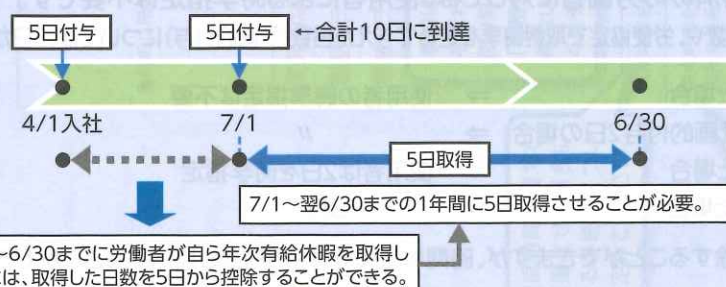 5日付与
5日付与
←合計10日に到達
4/1入社
7/1
6/30
5日取得
7/1~翌6/30までの1年間に5日取得させることが必要。
~6/30までに労働者が自ら年次有給休暇を取得し
は、取得した日数を5日から控除することができる。